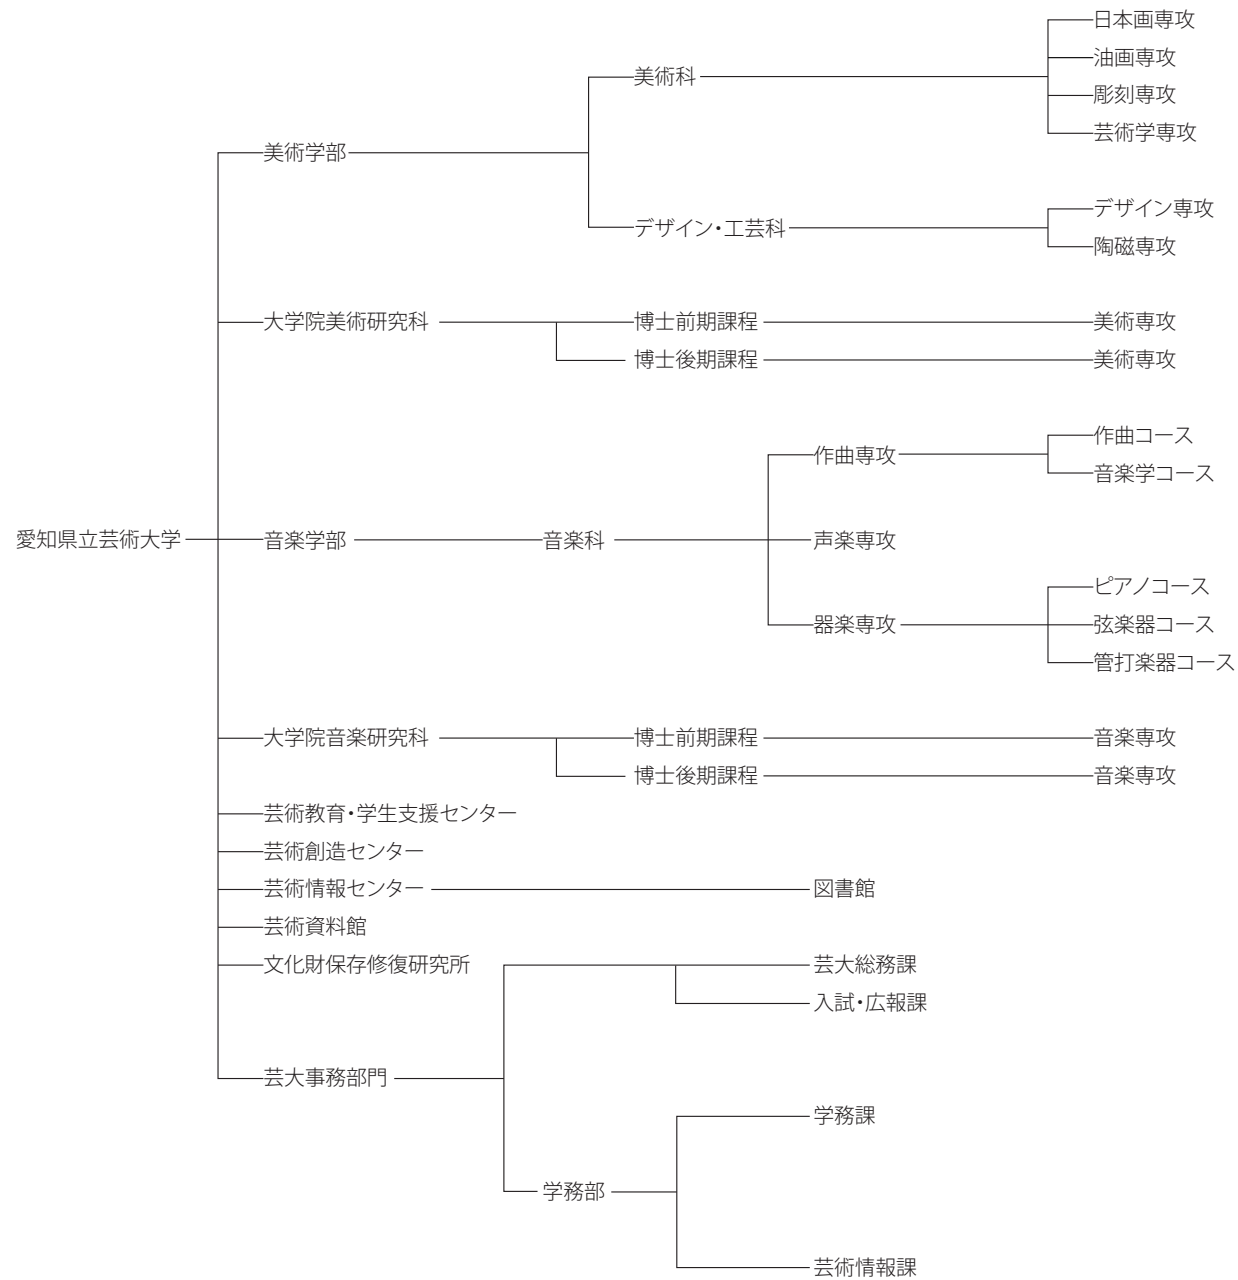 日本画専攻
油画専攻
美術科
彫刻専攻
芸術学専攻
美術学部
デザイン専攻
デザイン・工芸科
陶磁専攻
大学院美術研究科 博士前期課程 美術専攻
博士後期課程 美術専攻
作曲コース
作曲専攻
音楽学コース
愛知県立芸術大学 音楽学部 音楽科 声楽専攻
ピアノコース
器楽専攻 弦楽器コース
管打楽器コース
大学院音楽研究科 博士前期課程 音楽専攻
博士後期課程 音楽専攻
芸術教育・学生支援センター
芸術創造センター
芸術情報センター 図書館
芸術資料館
文化財保存修復研究所 芸大総務課
入試・広報課
芸大事務部門
学務課
学務部
芸術情報課